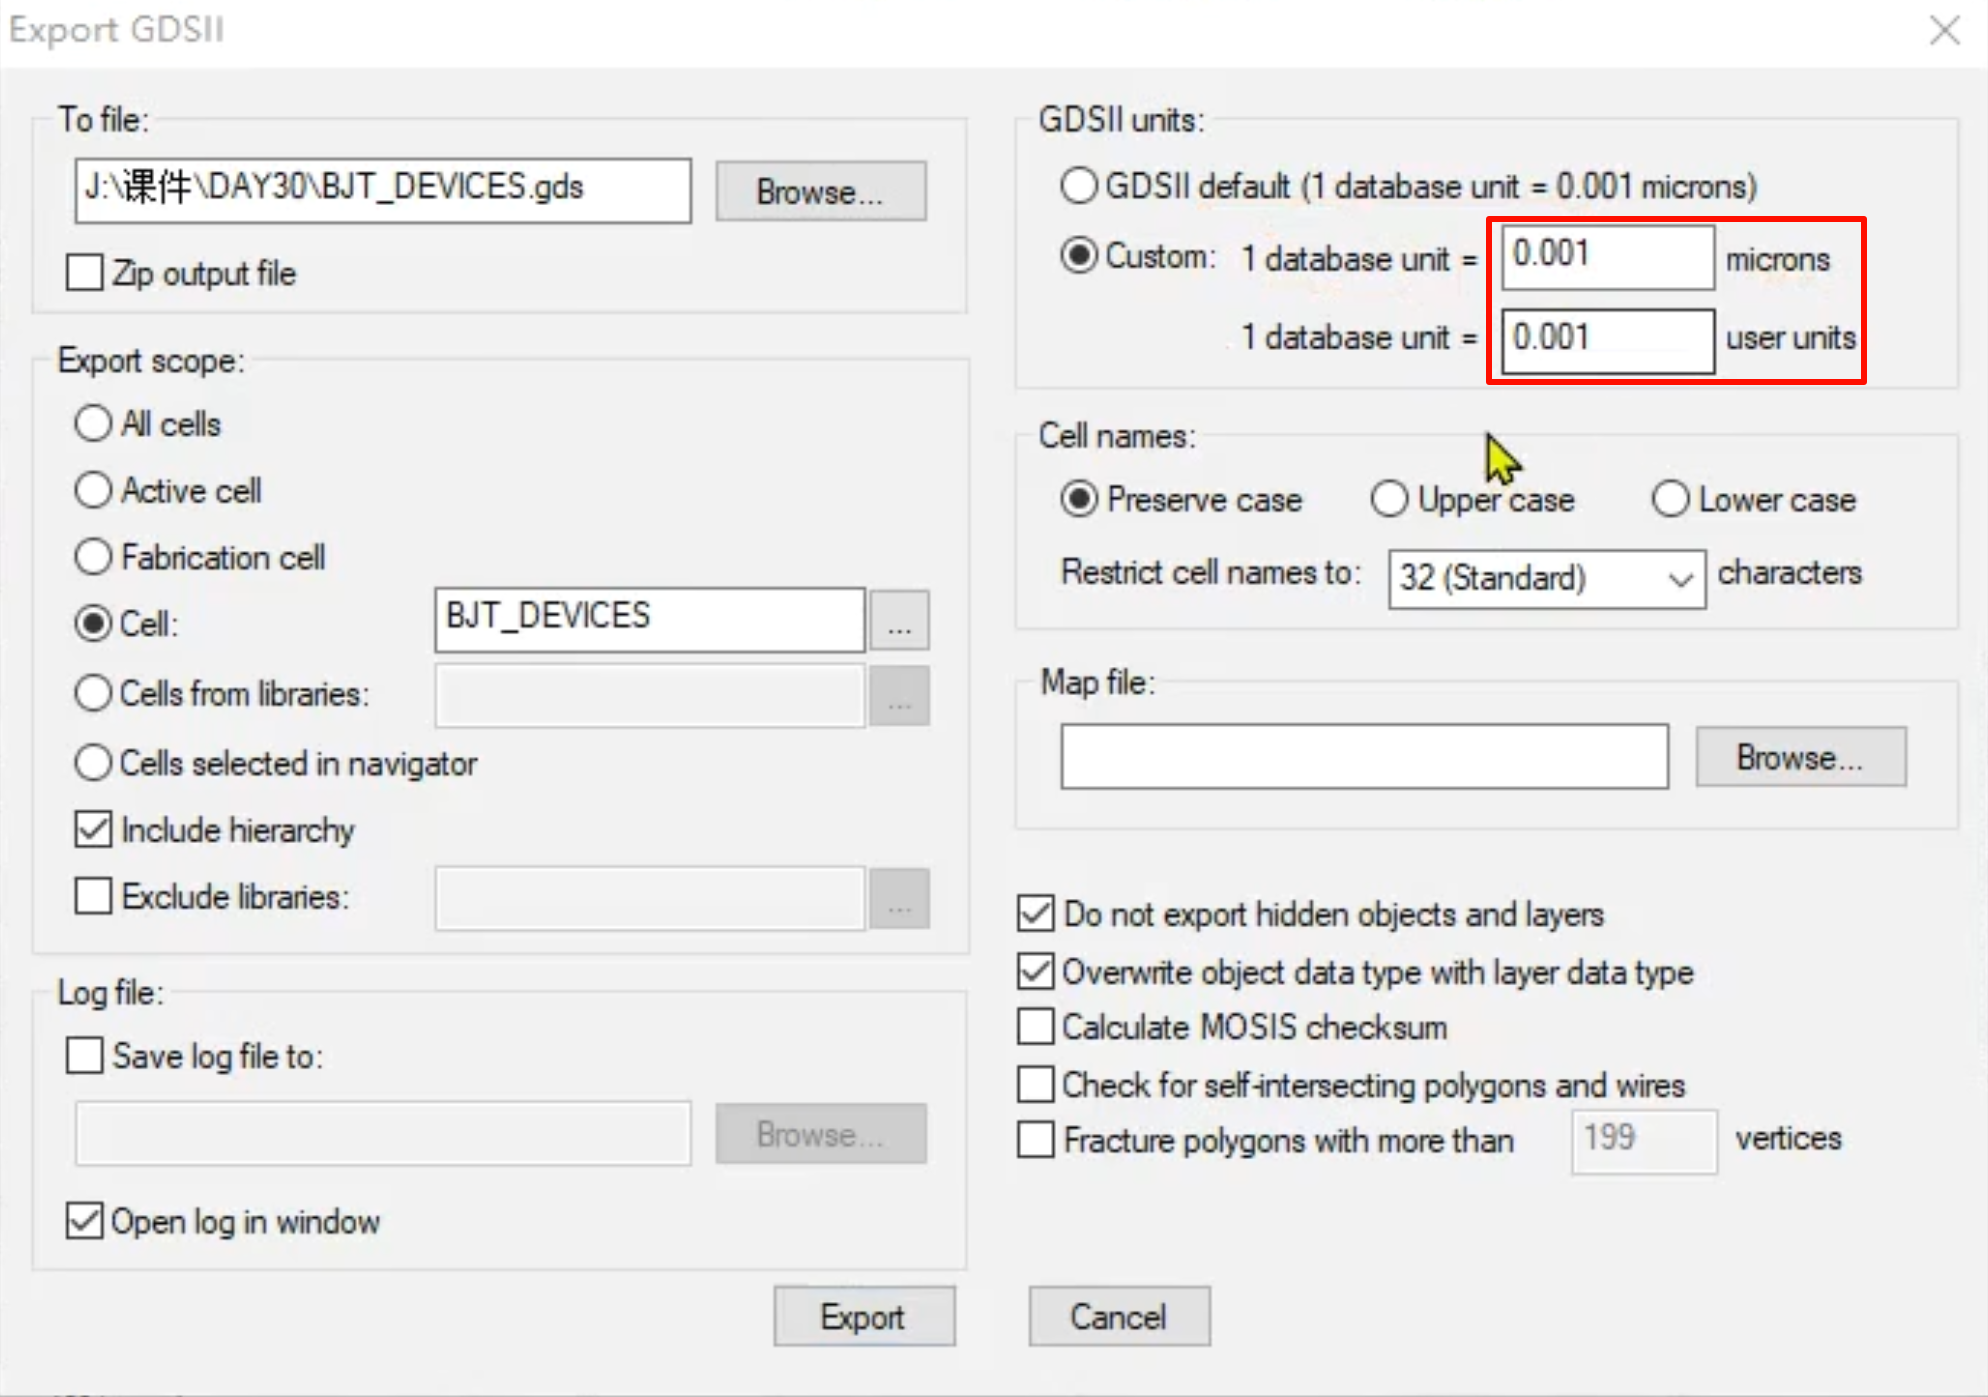 Export GDSII
To file:
J:\课件\DAY30\BJT_DEVICES.gds
Browse...
Zip output file
Export scope:
All cells
Active cell
Fabrication cell
Cell:
BJT_DEVICES
...
Cells from libraries:
...
Cells selected in navigator
Include hierarchy
Exclude libraries:
...
Log file:
Save log file to:
Browse...
Open log in window
GDSII units:
GDSII default (1 database unit = 0.001 microns)
Custom: 1 database unit = 0.001 microns
1 database unit = 0.001 user units
Cell names:
Preserve case Upper case Lower case
Restrict cell names to: 32 (Standard) characters
Map file:
Browse...
Do not export hidden objects and layers
Overwrite object data type with layer data type
Calculate MOSIS checksum
Check for self-intersecting polygons and wires
Fracture polygons with more than 199 vertices
Export
Cancel